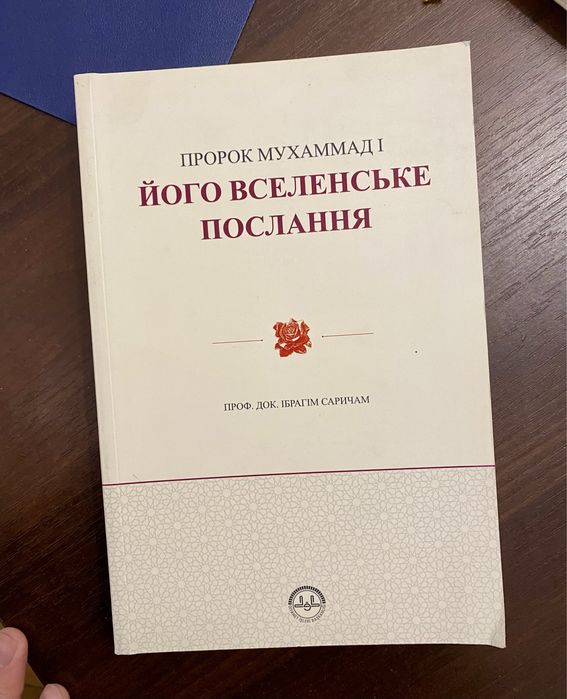 ПРОРОК МУХАММАД І
ЙОГО ВСЕЛЕНСЬКЕ
ПОСЛАННЯ
ПРОФ. ДОК. ІБРАГІМ САРИЧАМ